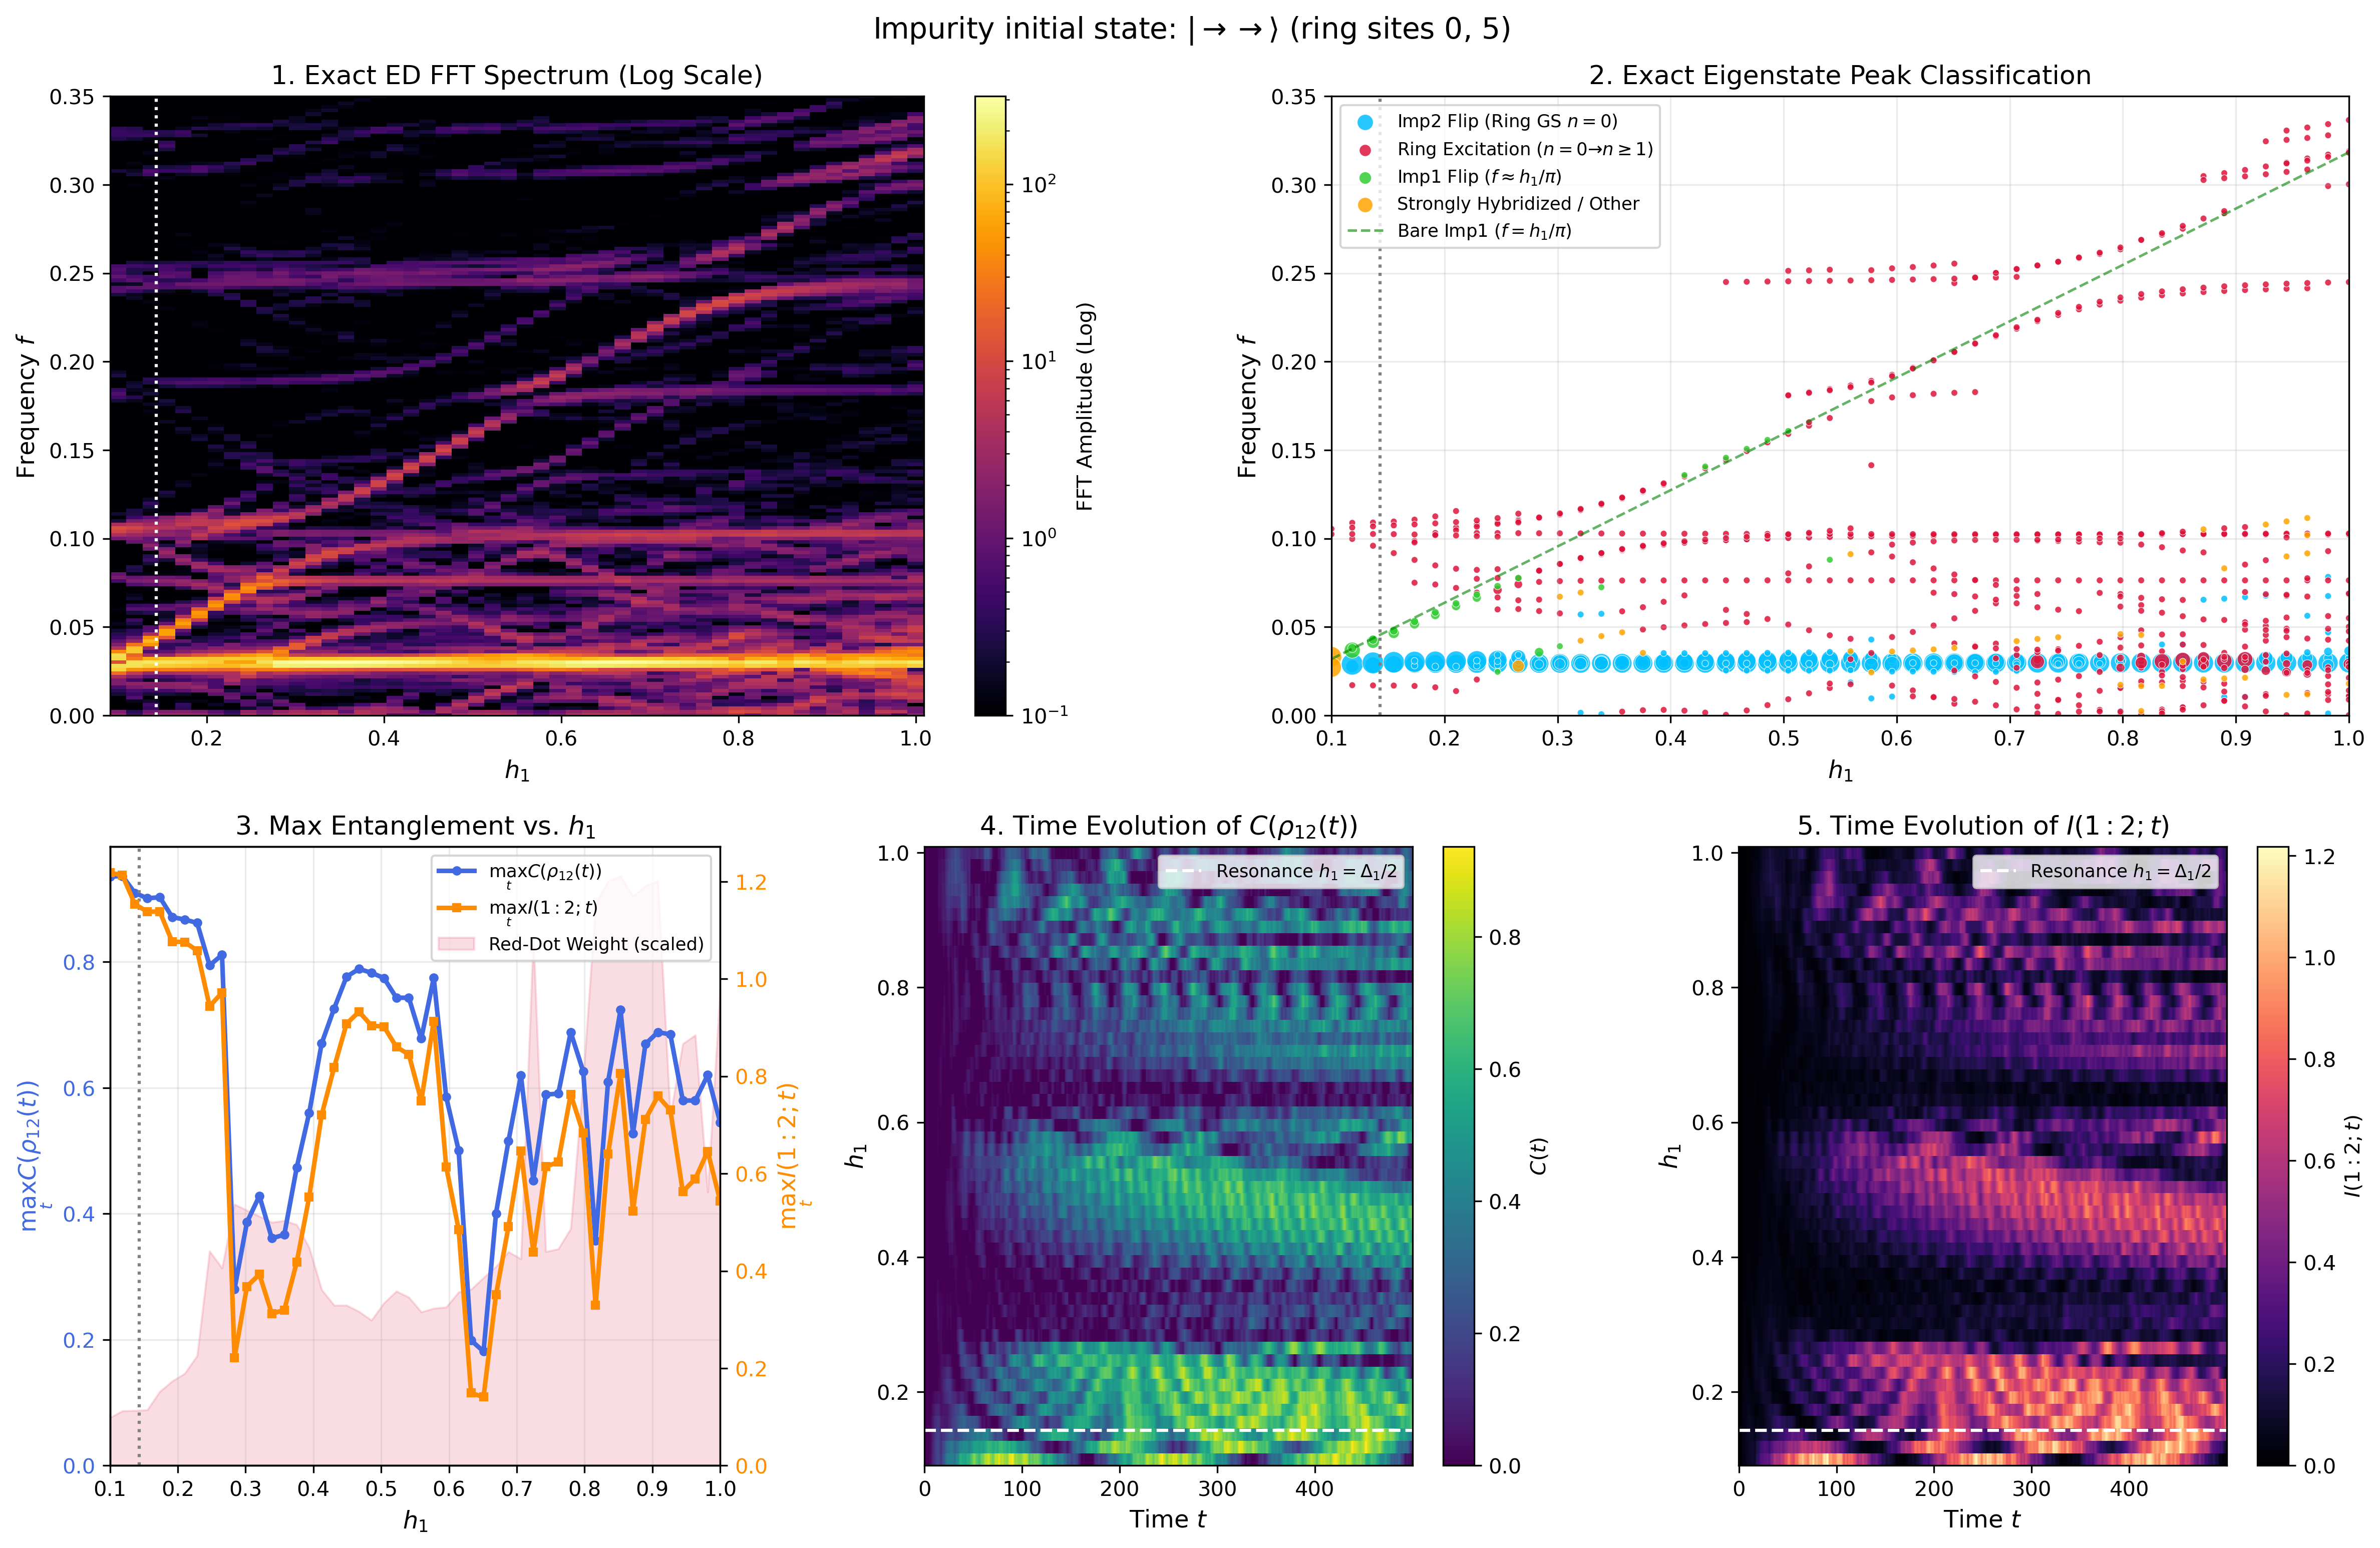 Impurity initial state: |→→⟩ (ring sites 0, 5)
1. Exact ED FFT Spectrum (Log Scale)
0.35
0.30
0.25
0.20
0.15
0.10
0.05
0.00
Frequency f
0.2 0.4 0.6 0.8 1.0
h₁
10²
10¹
10⁰
10⁻¹
FFT Amplitude (Log)
2. Exact Eigenstate Peak Classification
Imp2 Flip (Ring GS n = 0)
Ring Excitation (n = 0→n ≥ 1)
Imp1 Flip (f ≈ h₁/π)
Strongly Hybridized / Other
Bare Imp1 (f = h₁/π)
0.35
0.30
0.25
0.20
0.15
0.10
0.05
0.00
Frequency f
0.1 0.2 0.3 0.4 0.5 0.6 0.7 0.8 0.9 1.0
h₁
3. Max Entanglement vs. h₁
max C(ρ₁₂(t))
t
max I(1 : 2; t)
t
Red-Dot Weight (scaled)
0.8
0.6
0.4
0.2
0.0
max C(ρ₁₂(t))
t
1.2
1.0
0.8
0.6
0.4
0.2
0.0
max I(1 : 2; t)
t
0.1 0.2 0.3 0.4 0.5 0.6 0.7 0.8 0.9 1.0
h₁
4. Time Evolution of C(ρ₁₂(t))
Resonance h₁ = Δ₁/2
1.0
0.8
0.6
0.4
0.2
h₁
0 100 200 300 400
Time t
0.8
0.6
0.4
0.2
0.0
C(t)
5. Time Evolution of I(1 : 2; t)
Resonance h₁ = Δ₁/2
1.0
0.8
0.6
0.4
0.2
h₁
0 100 200 300 400
Time t
1.2
1.0
0.8
0.6
0.4
0.2
0.0
I(1 : 2; t)